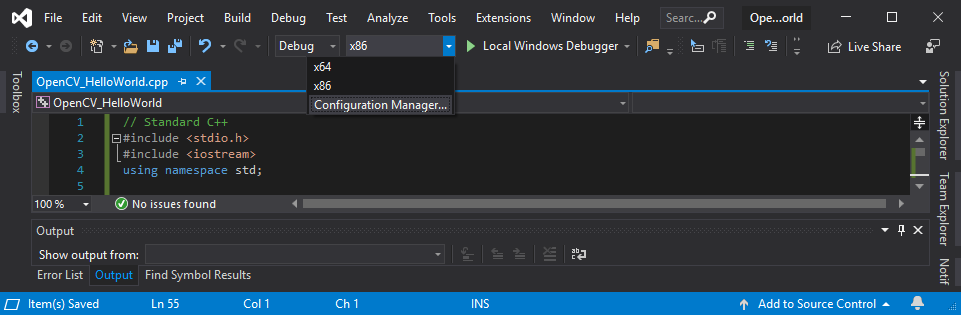 File Edit View Project Build Debug Test Analyze Tools Extensions Window Help Searc... Ope...orld
Debug x86 Local Windows Debugger Live Share
x64
x86
Configuration Manager...
Toolbox
OpenCV_HelloWorld.cpp
OpenCV_HelloWorld
1 // Standard C++
2 #include <stdio.h>
3 #include <iostream>
4 using namespace std;
5
100 % No issues found
Solution Explorer
Team Explorer
Notif
Output
Show output from:
Error List Output Find Symbol Results
Item(s) Saved Ln 55 Col 1 Ch 1 INS Add to Source Control